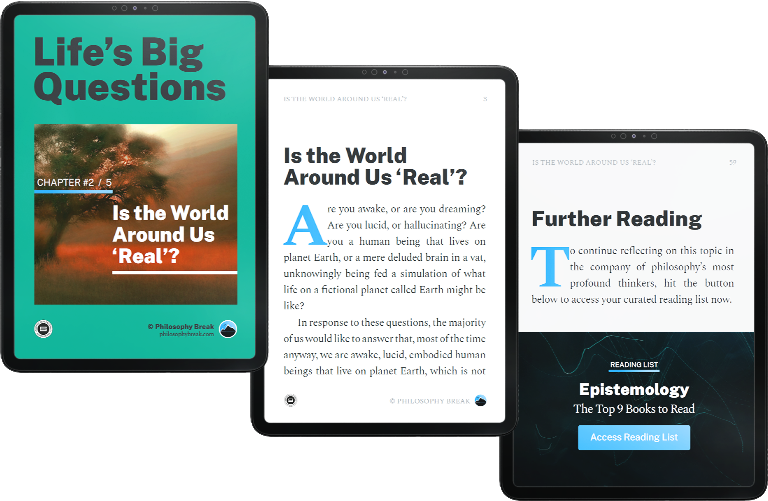 Life's Big
Questions
CHAPTER #2 / 5
Is the World
Around Us
'Real'?
© Philosophy Break
philosophybreak.com
IS THE WORLD AROUND US 'REAL'?
Is the World
Around Us 'Real'?
Are you awake, or are you dreaming?
Are you lucid, or hallucinating? Are
you a human being that lives on
planet Earth, or a mere deluded brain in a vat,
unknowingly being fed a simulation of what
life on a fictional planet called Earth might be
like?
In response to these questions, the majority
of us would like to answer that, most of the time
anyway, we are awake, lucid, embodied human
beings that live on planet Earth, which is not
© PHILOSOPHY BREAK
IS THE WORLD AROUND US 'REAL'? 59
Further Reading
To continue reflecting on this topic in
the company of philosophy's most
profound thinkers, hit the button
below to access your curated reading list now.
READING LIST
Epistemology
The Top 9 Books to Read
Access Reading List